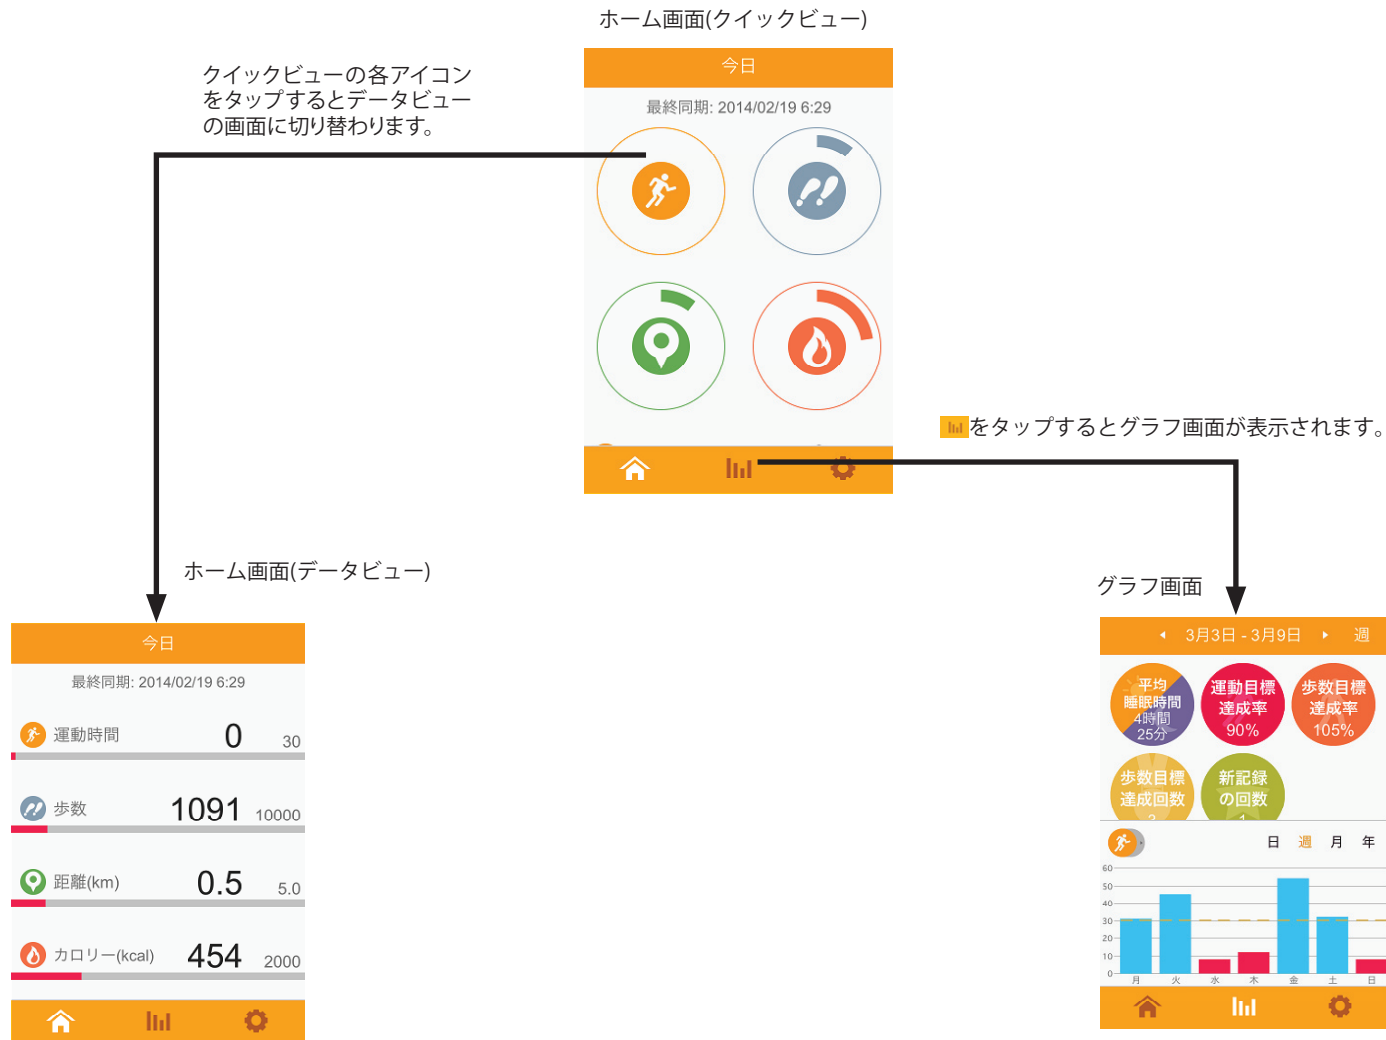 ホーム画面(クイックビュー)
クイックビューの各アイコン
をタップするとデータビュー
の画面に切り替わります。
今日
最終同期: 2014/02/19 6:29
をタップするとグラフ画面が表示されます。
ホーム画面(データビュー)
今日
最終同期: 2014/02/19 6:29
運動時間 0 30
歩数 1091 10000
距離(km) 0.5 5.0
カロリー(kcal) 454 2000
グラフ画面
3月3日 - 3月9日 週
平均
睡眠時間
4時間
25分
運動目標
達成率
90%
歩数目標
達成率
105%
歩数目標
達成回数
新記録
の回数
日 週 月 年
60
50
40
30
20
10
0
月 火 水 木 金 土 日